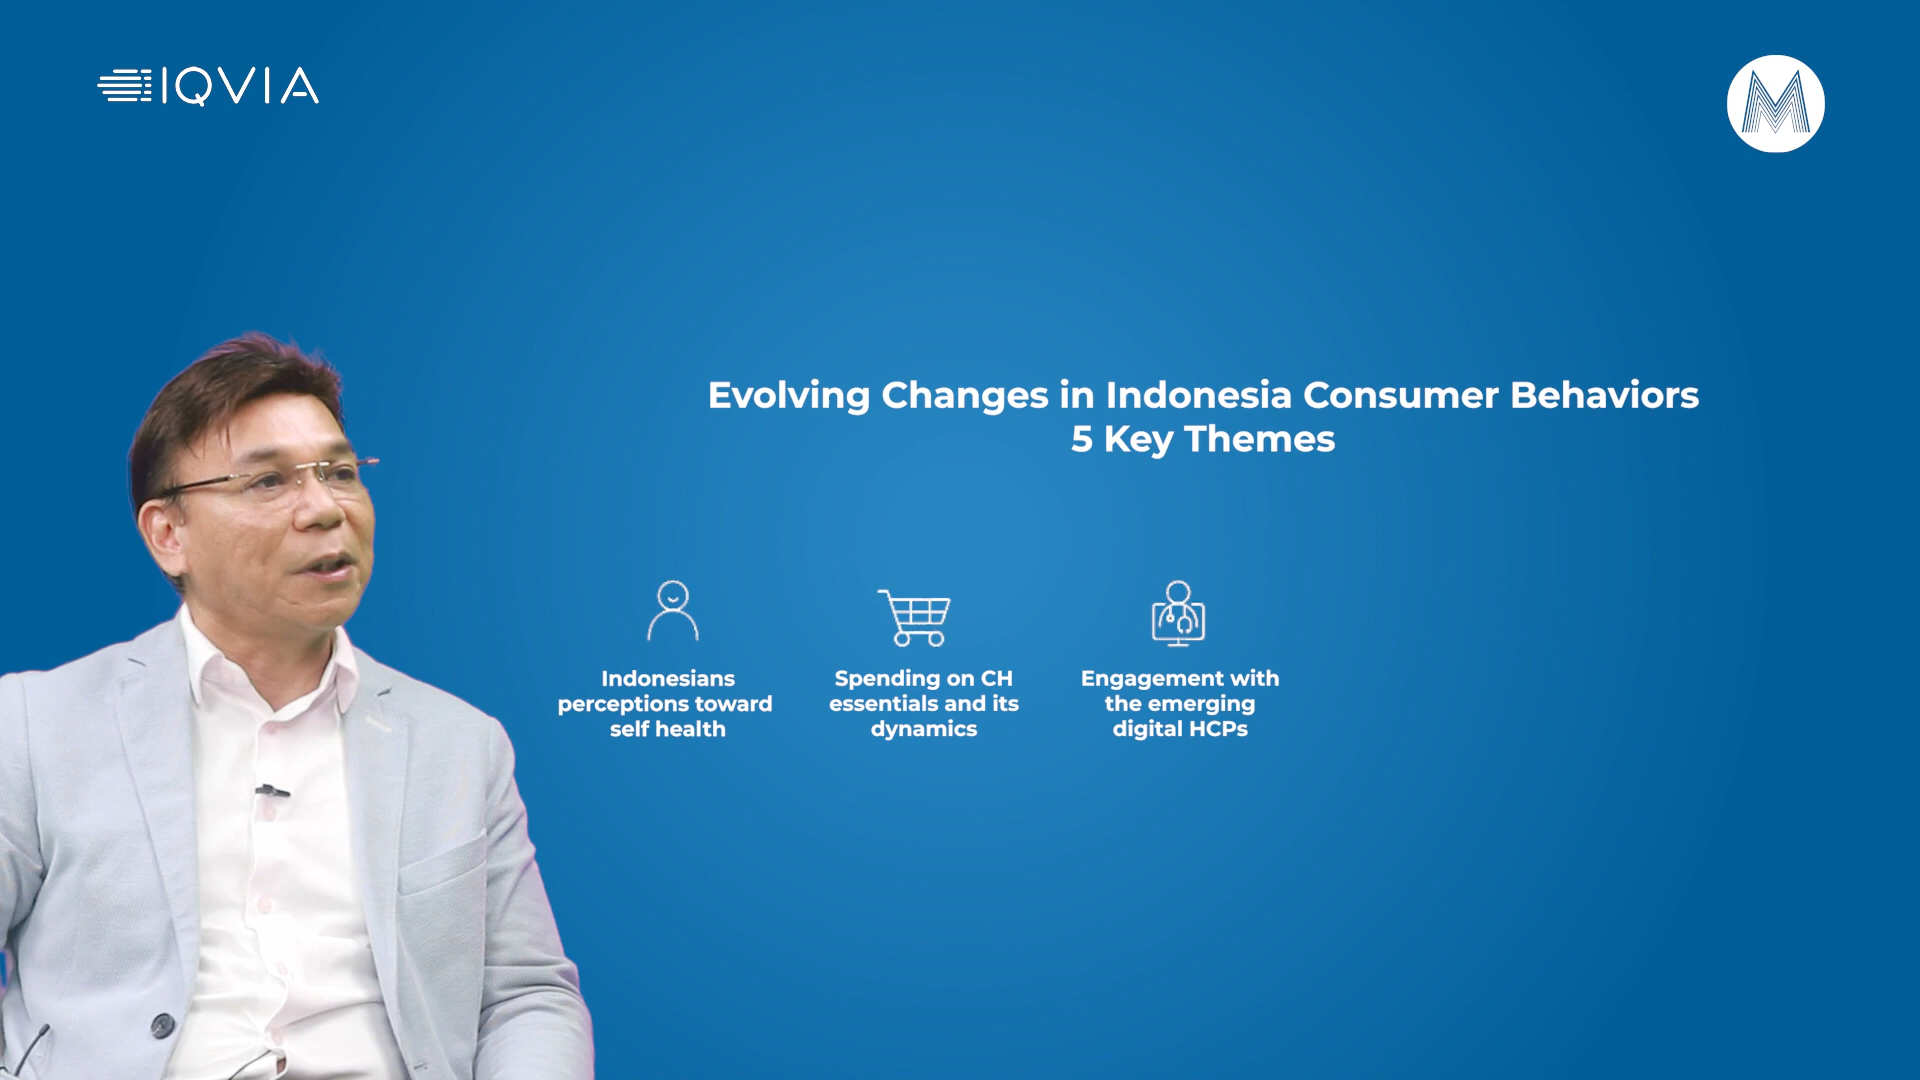 IQVIA
M
Evolving Changes in Indonesia Consumer Behaviors
5 Key Themes
Indonesians
perceptions toward
self health
Spending on CH
essentials and its
dynamics
Engagement with
the emerging
digital HCPs